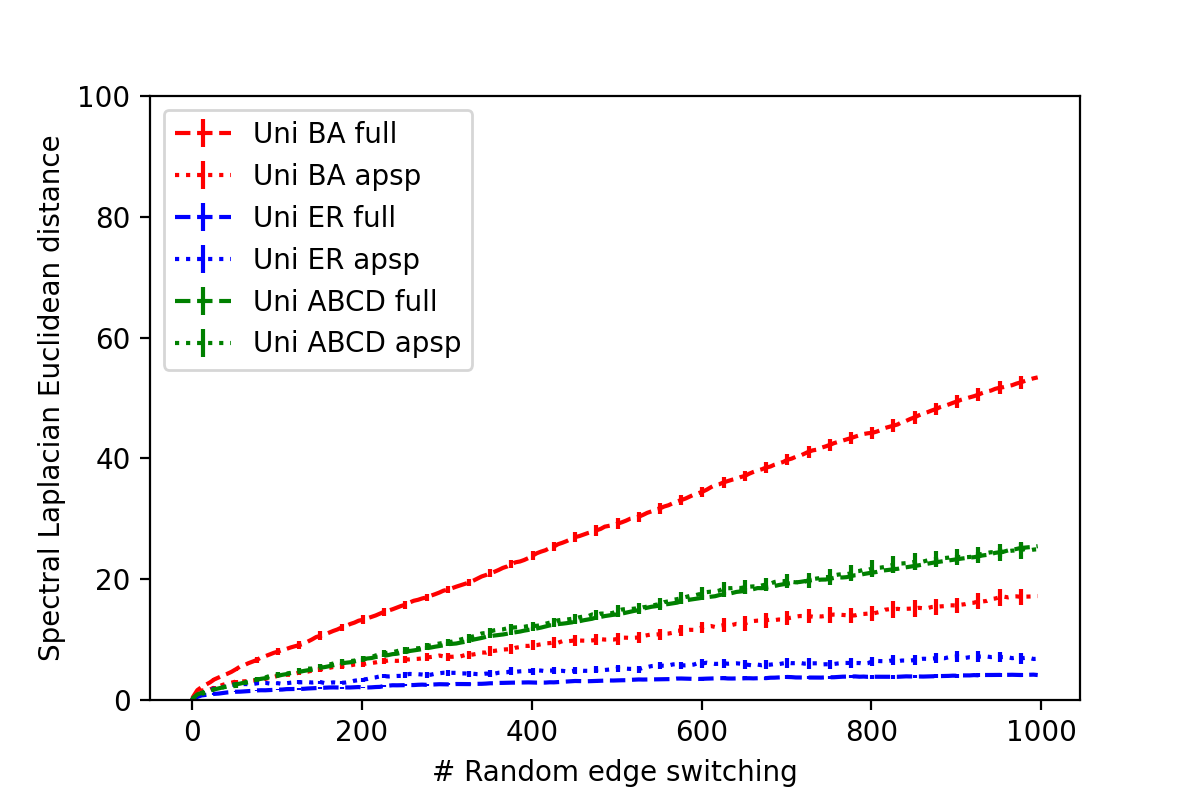 100
80
60
40
20
0
Spectral Laplacian Euclidean distance
Uni BA full
Uni BA apsp
Uni ER full
Uni ER apsp
Uni ABCD full
Uni ABCD apsp
0 200 400 600 800 1000
# Random edge switching